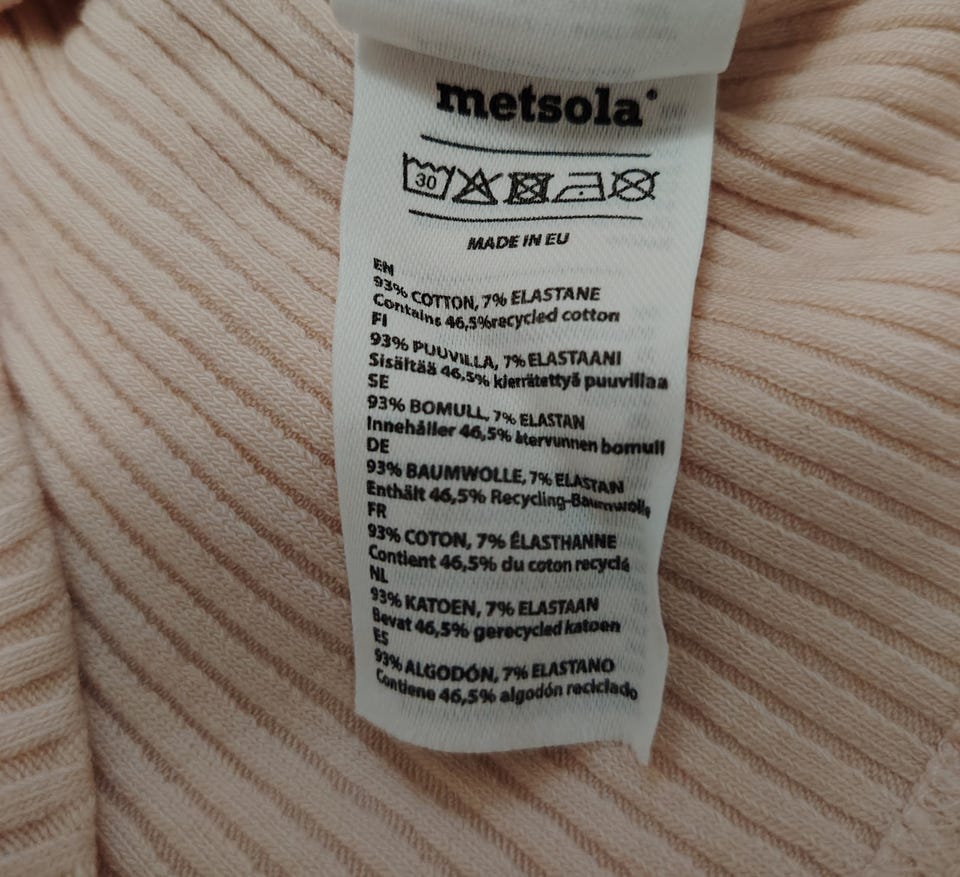 metsola
30
MADE IN EU
EN
93% COTTON, 7% ELASTANE
Contains 46,5%recycled cotton
FI
93% PUUVILLA, 7% ELASTAANI
Sisältää 46,5% kierrätettyä puuvillaa
SE
93% BOMULL, 7% ELASTAN
Innehåller 46,5% återvunnen bomull
DE
93% BAUMWOLLE, 7% ELASTAN
Enthält 46,5% Recycling-Baumwolle
FR
93% COTON, 7% ÉLASTHANNE
Contient 46,5% du coton recyclé
NL
93% KATOEN, 7% ELASTAAN
Bevat 46,5% gerecycled katoen
ES
93% ALGODÓN, 7% ELASTANO
Contiene 46,5% algodón reciclado